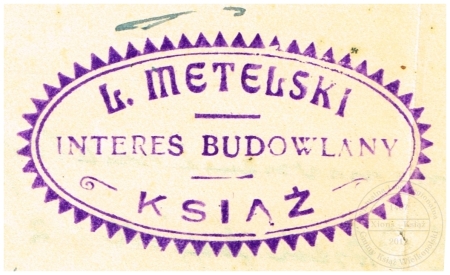 L. METELSKI
INTERES BUDOWLANY
KSIĄŻ